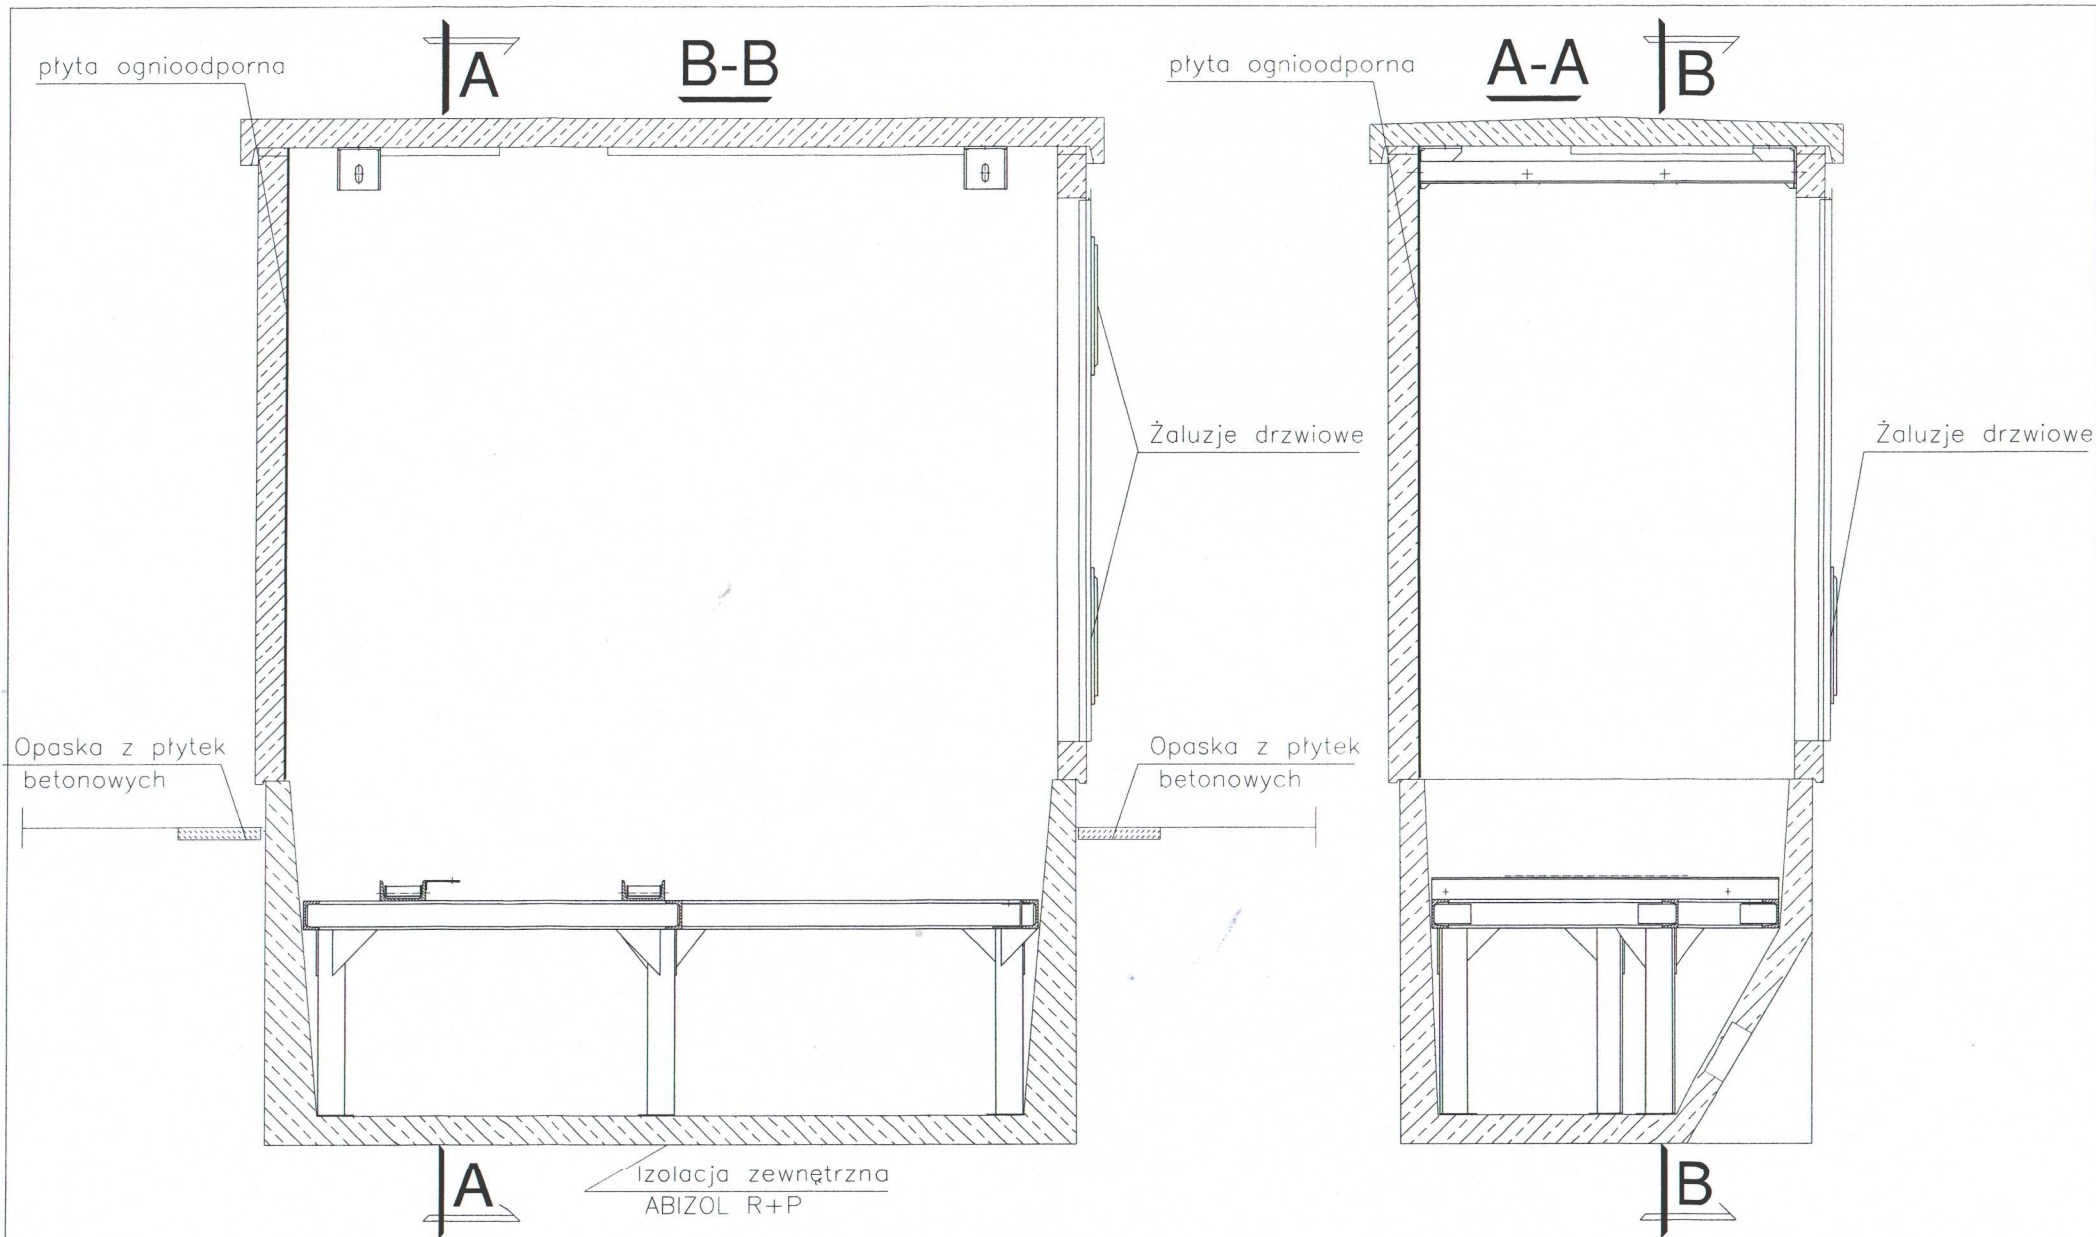 A
B-B
płyta ognioodporna
A-A
B
płyta ognioodporna
Żaluzje drzwiowe
Żaluzje drzwiowe
Opaska z płytek
betonowych
Opaska z płytek
betonowych
A
Izolacja zewnętrzna
ABIZOL R+P
B